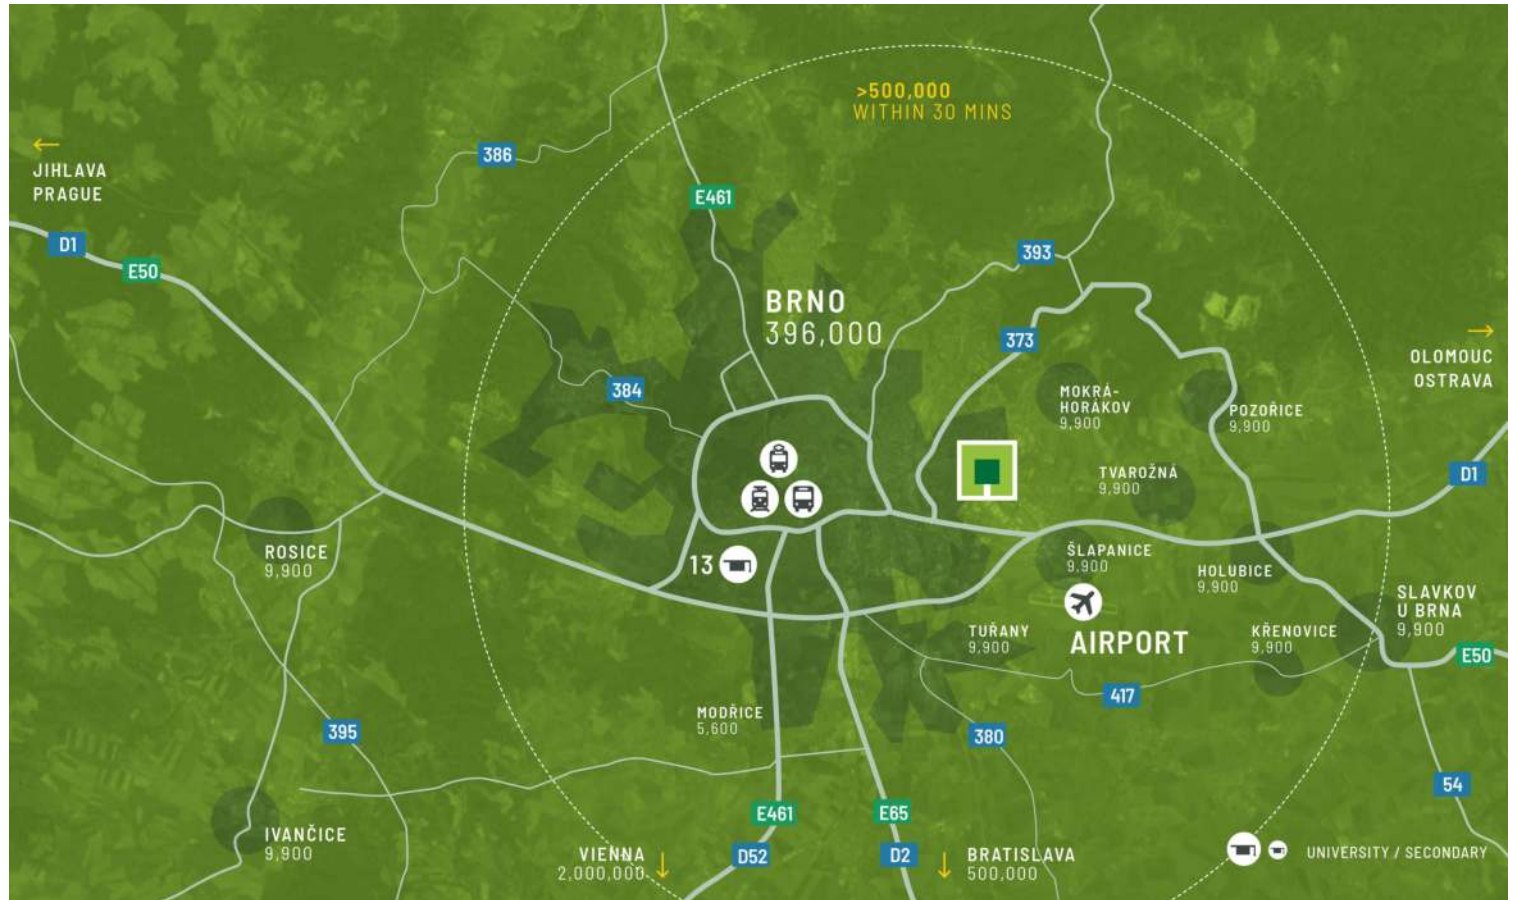 >500,000
WITHIN 30 MINS
386
JIHLAVA
PRAGUE
E461
D1
393
E50
BRNO
396,000
373
OLOMOUC
OSTRAVA
384
MOKRÁ-
HORÁKOV
9,900
POZOŘICE
9,900
TVAROŽNÁ
9,900
D1
ROSICE
9,900
13
ŠLAPANICE
9,900
HOLUBICE
9,900
SLAVKOV
U BRNA
9,900
TUŘANY
9,900
AIRPORT
KŘENOVICE
9,900
E50
417
MODŘICE
5,600
395
380
54
E461
E65
IVANČICE
9,900
VIENNA
2,000,000
D52
D2
BRATISLAVA
500,000
UNIVERSITY / SECONDARY